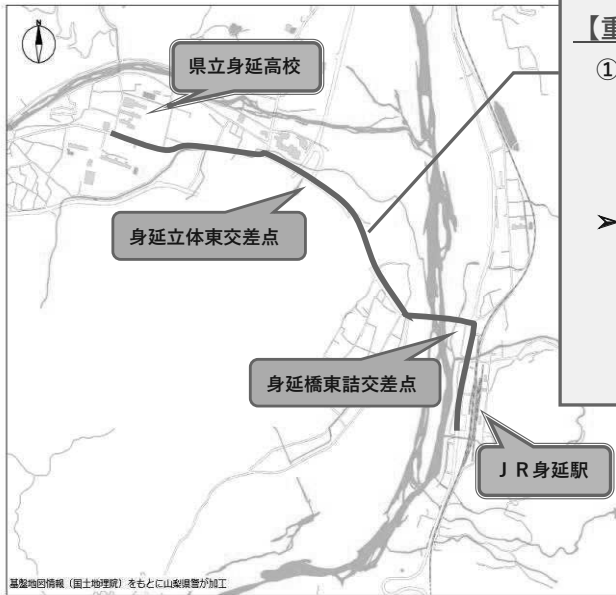 N
県立身延高校
身延立体東交差点
身延橋東詰交差点
ＪＲ身延駅
基盤地図情報（国土地理院）をもとに山梨県警が加工
【重
①
➢